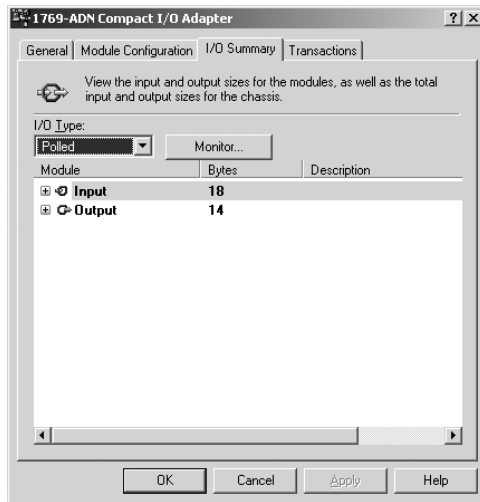 1769-ADN Compact I/O Adapter
General Module Configuration I/O Summary Transactions
View the input and output sizes for the modules, as well as the total
input and output sizes for the chassis.
I/O Type:
Polled Monitor...
Module Bytes Description
Input 18
Output 14
OK Cancel Apply Help